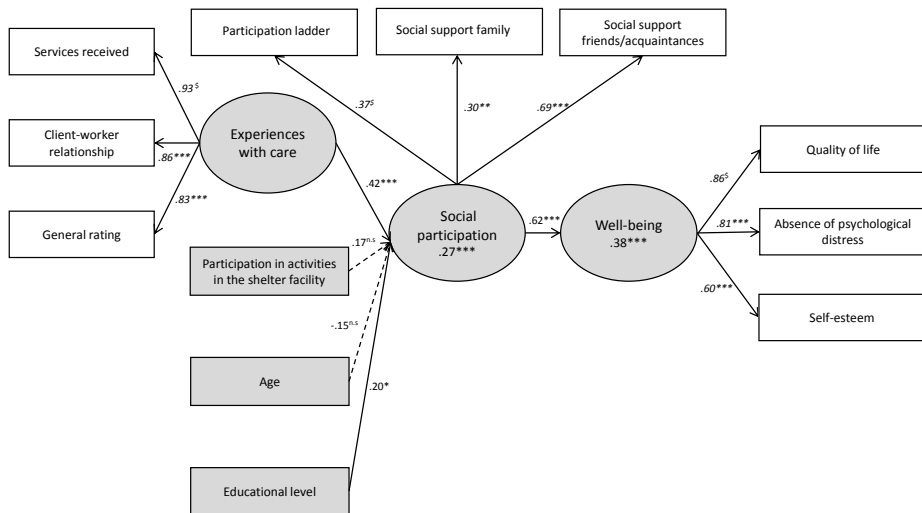 Participation ladder
Social support family
Social support
friends/acquaintances
Services received
.93$
.37$
.30**
.69***
Client-worker
relationship
.86***
Experiences
with care
Quality of life
.86$
.83***
General rating
.42***
Social
participation
.27***
.62***
Well-being
.38***
.81***
Absence of psychological
distress
.17n.s
Participation in activities
in the shelter facility
.60***
Self-esteem
-.15n.s
Age
.20*
Educational level